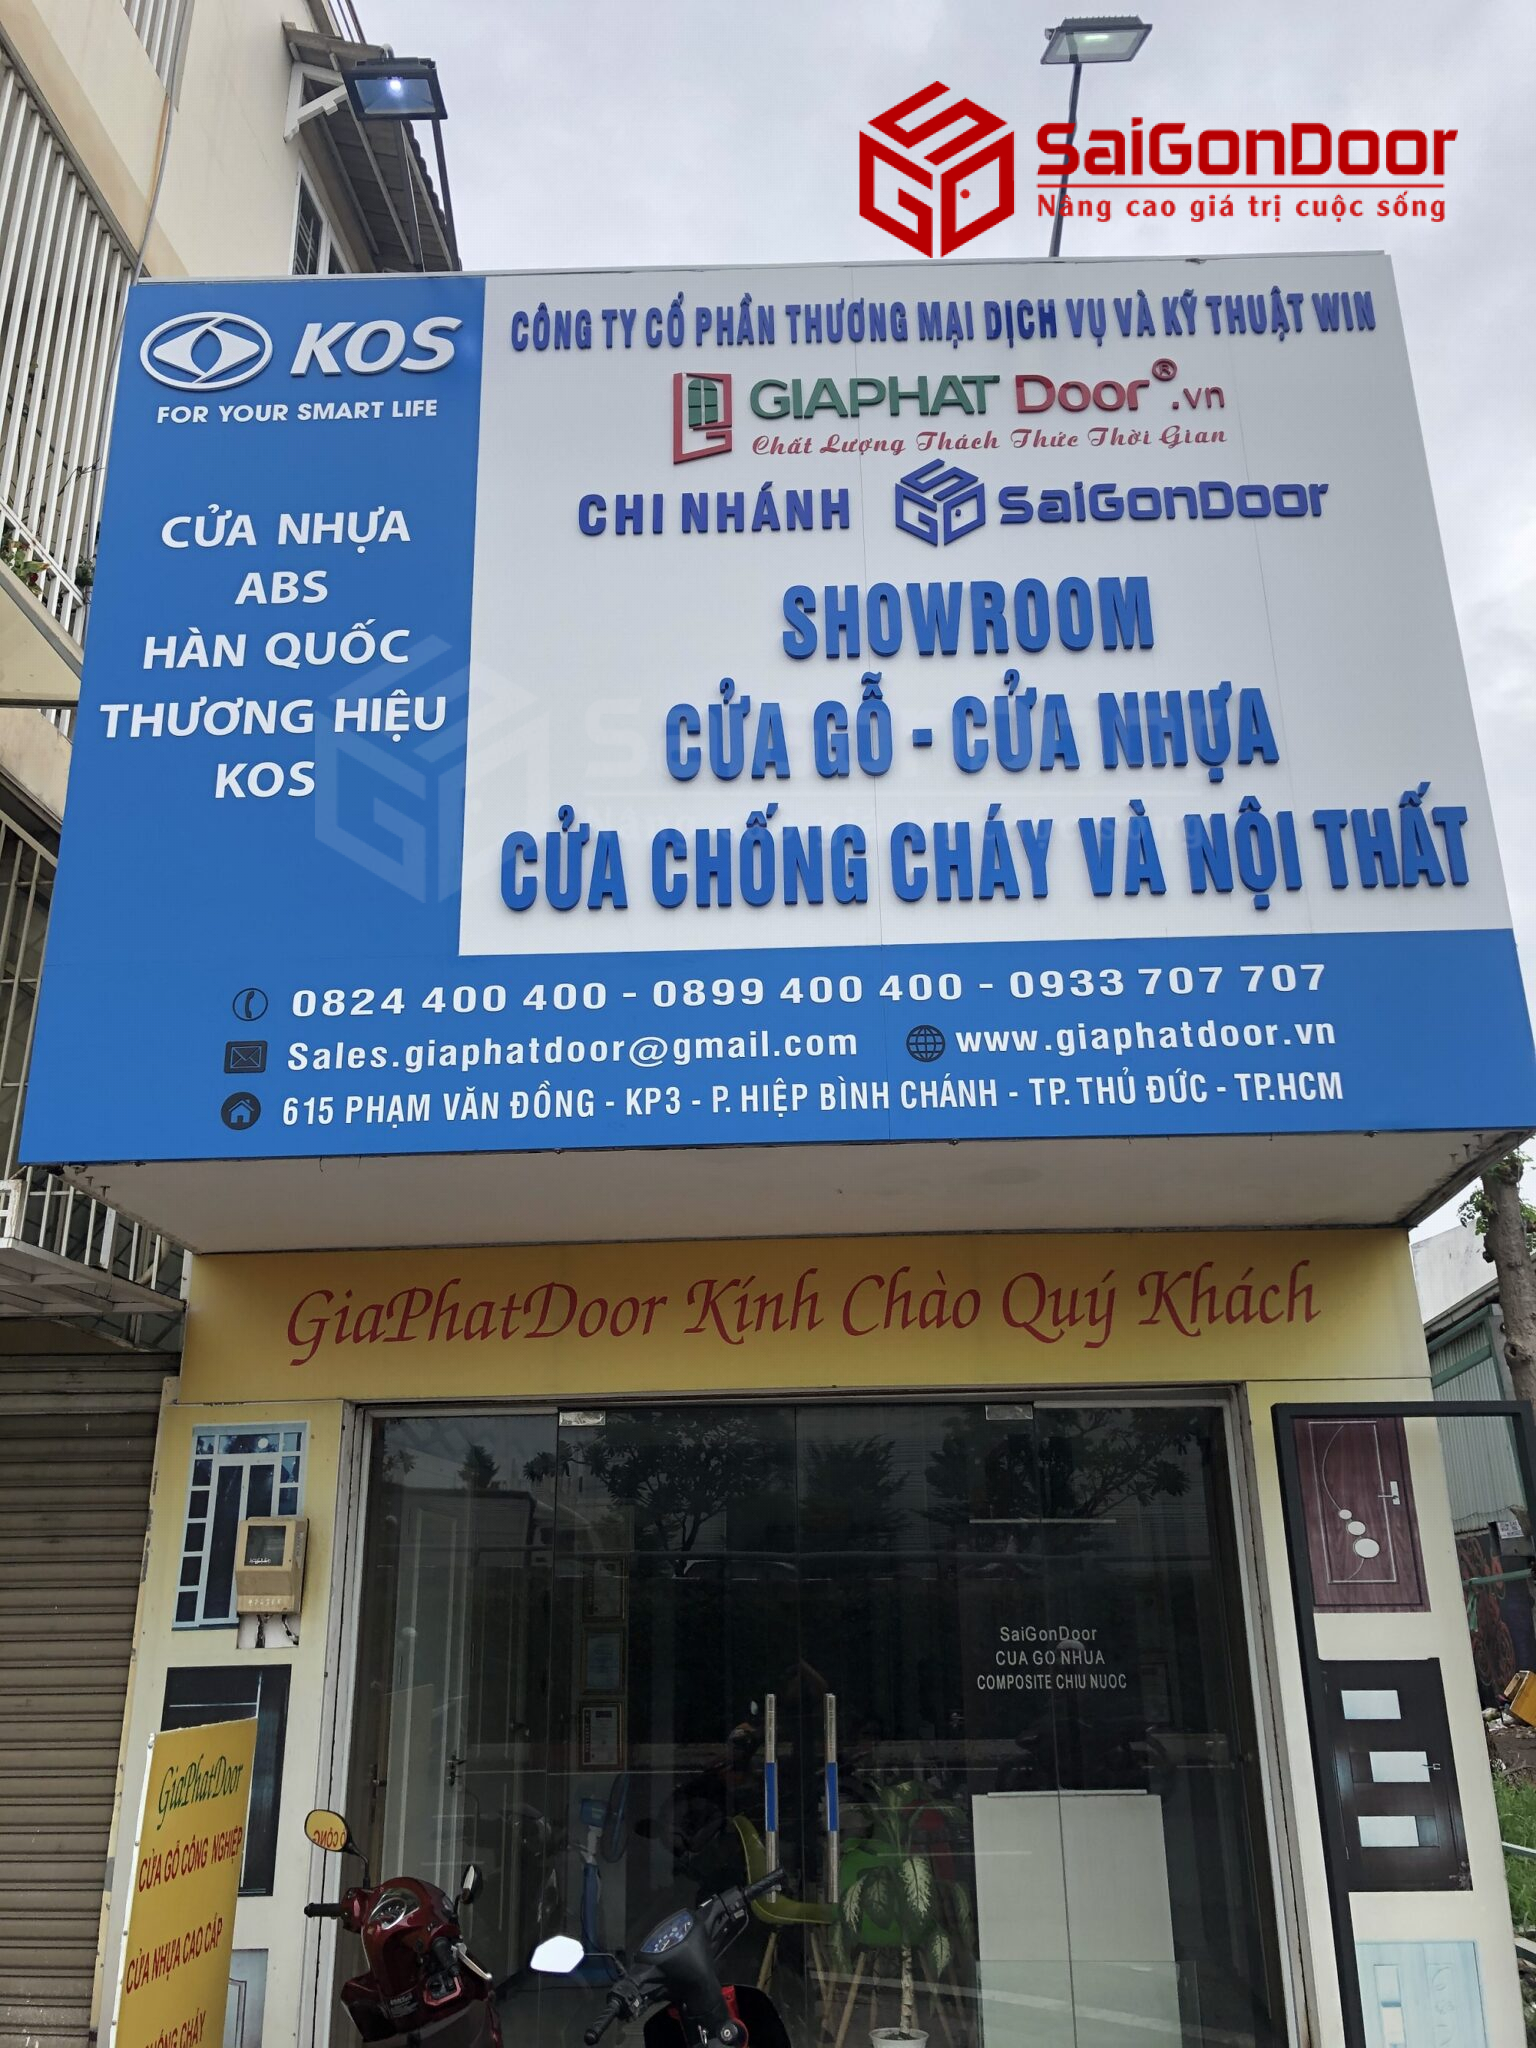 SaiGonDoor
Nâng cao giá trị cuộc sống
KOS
FOR YOUR SMART LIFE
CỬA NHỰA
ABS
HÀN QUỐC
THƯƠNG HIỆU
KOS
CÔNG TY CỔ PHẦN THƯƠNG MẠI DỊCH VỤ VÀ KỸ THUẬT WIN
GIAPHAT Door®.vn
Chất Lượng Thách Thức Thời Gian
CHI NHÁNH SaiGonDoor
SHOWROOM
CỬA GỖ - CỬA NHỰA
CỬA CHỐNG CHÁY VÀ NỘI THẤT
0824 400 400 - 0899 400 400 - 0933 707 707
Sales.giaphatdoor@gmail.com www.giaphatdoor.vn
615 PHẠM VĂN ĐỒNG - KP3 - P. HIỆP BÌNH CHÁNH - TP. THỦ ĐỨC - TP.HCM
GiaPhatDoor Kính Chào Quý Khách
SaiGonDoor
CUA GO NHUA
COMPOSITE CHIU NUOC
GiaPhatDoor
CỬA GỖ CÔNG NGHIỆP
CỬA NHỰA CAO CẤP
CHÁY